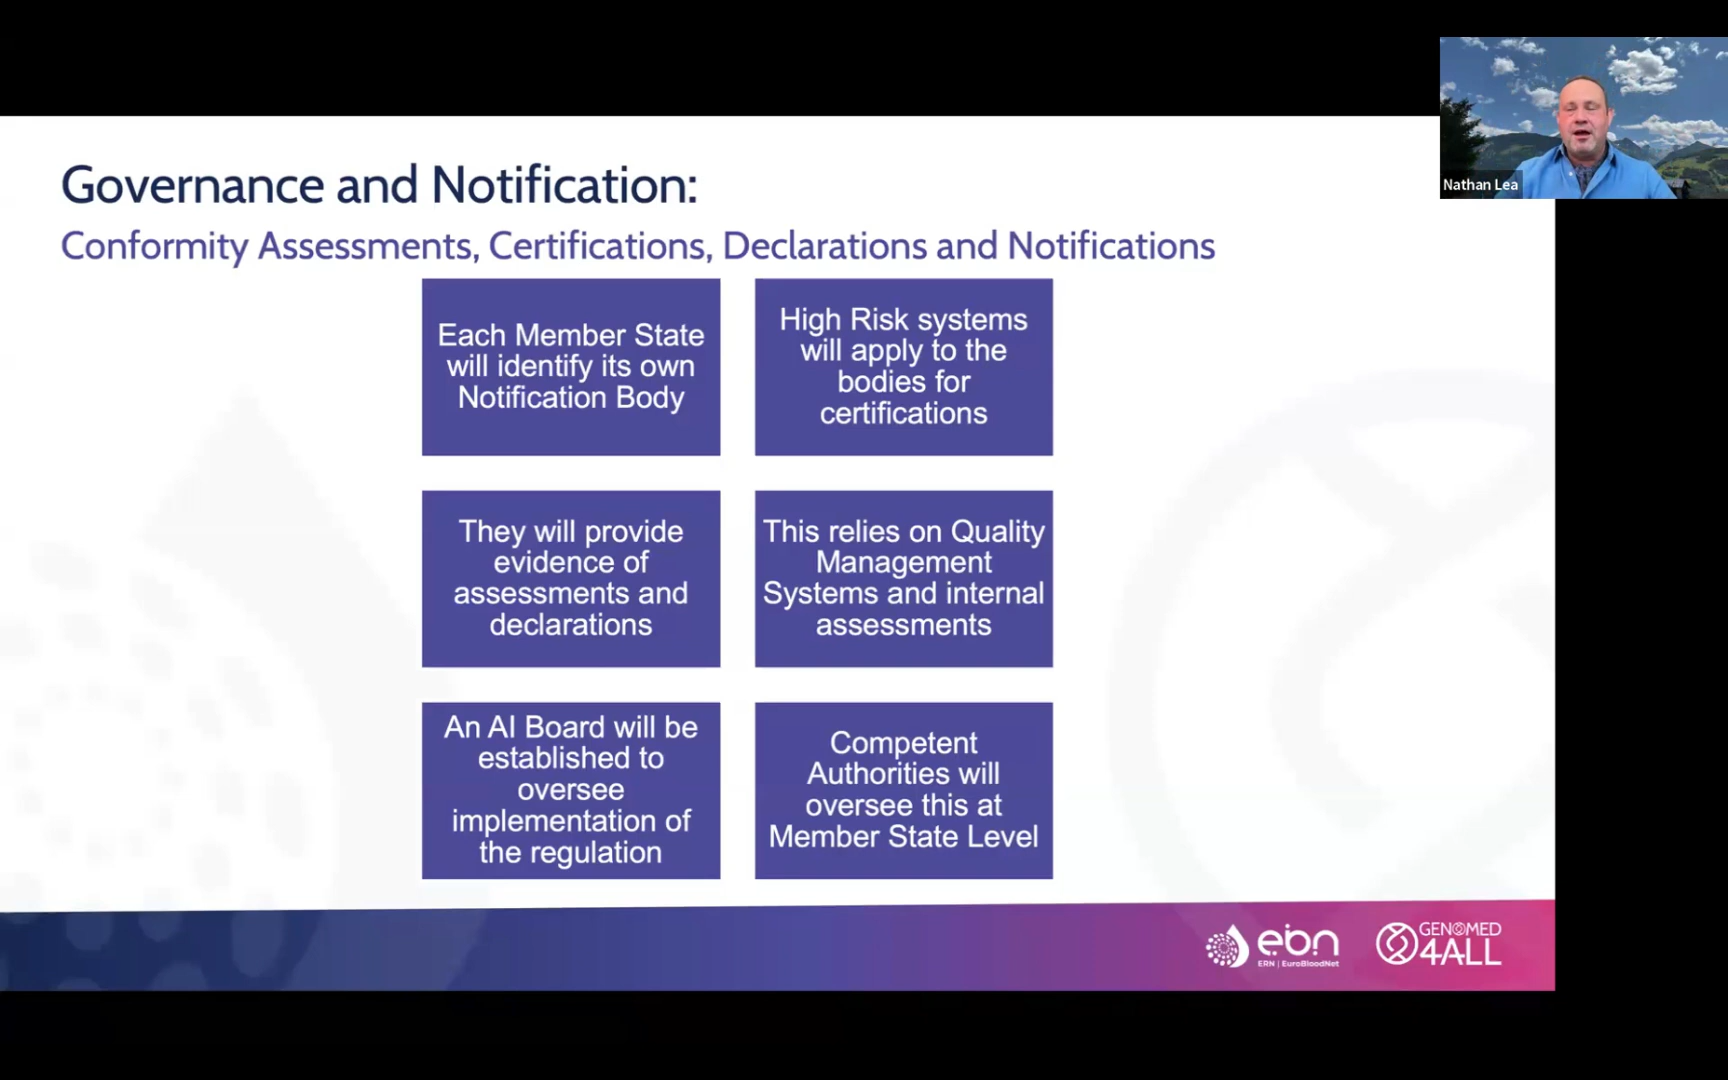 Nathan Lea
Governance and Notification:
Conformity Assessments, Certifications, Declarations and Notifications
Each Member State
will identify its own
Notification Body
High Risk systems
will apply to the
bodies for
certifications
They will provide
evidence of
assessments and
declarations
This relies on Quality
Management
Systems and internal
assessments
An AI Board will be
established to
oversee
implementation of
the regulation
Competent
Authorities will
oversee this at
Member State Level
ebn
ERN | EuroBloodNet
GENOMED
4ALL